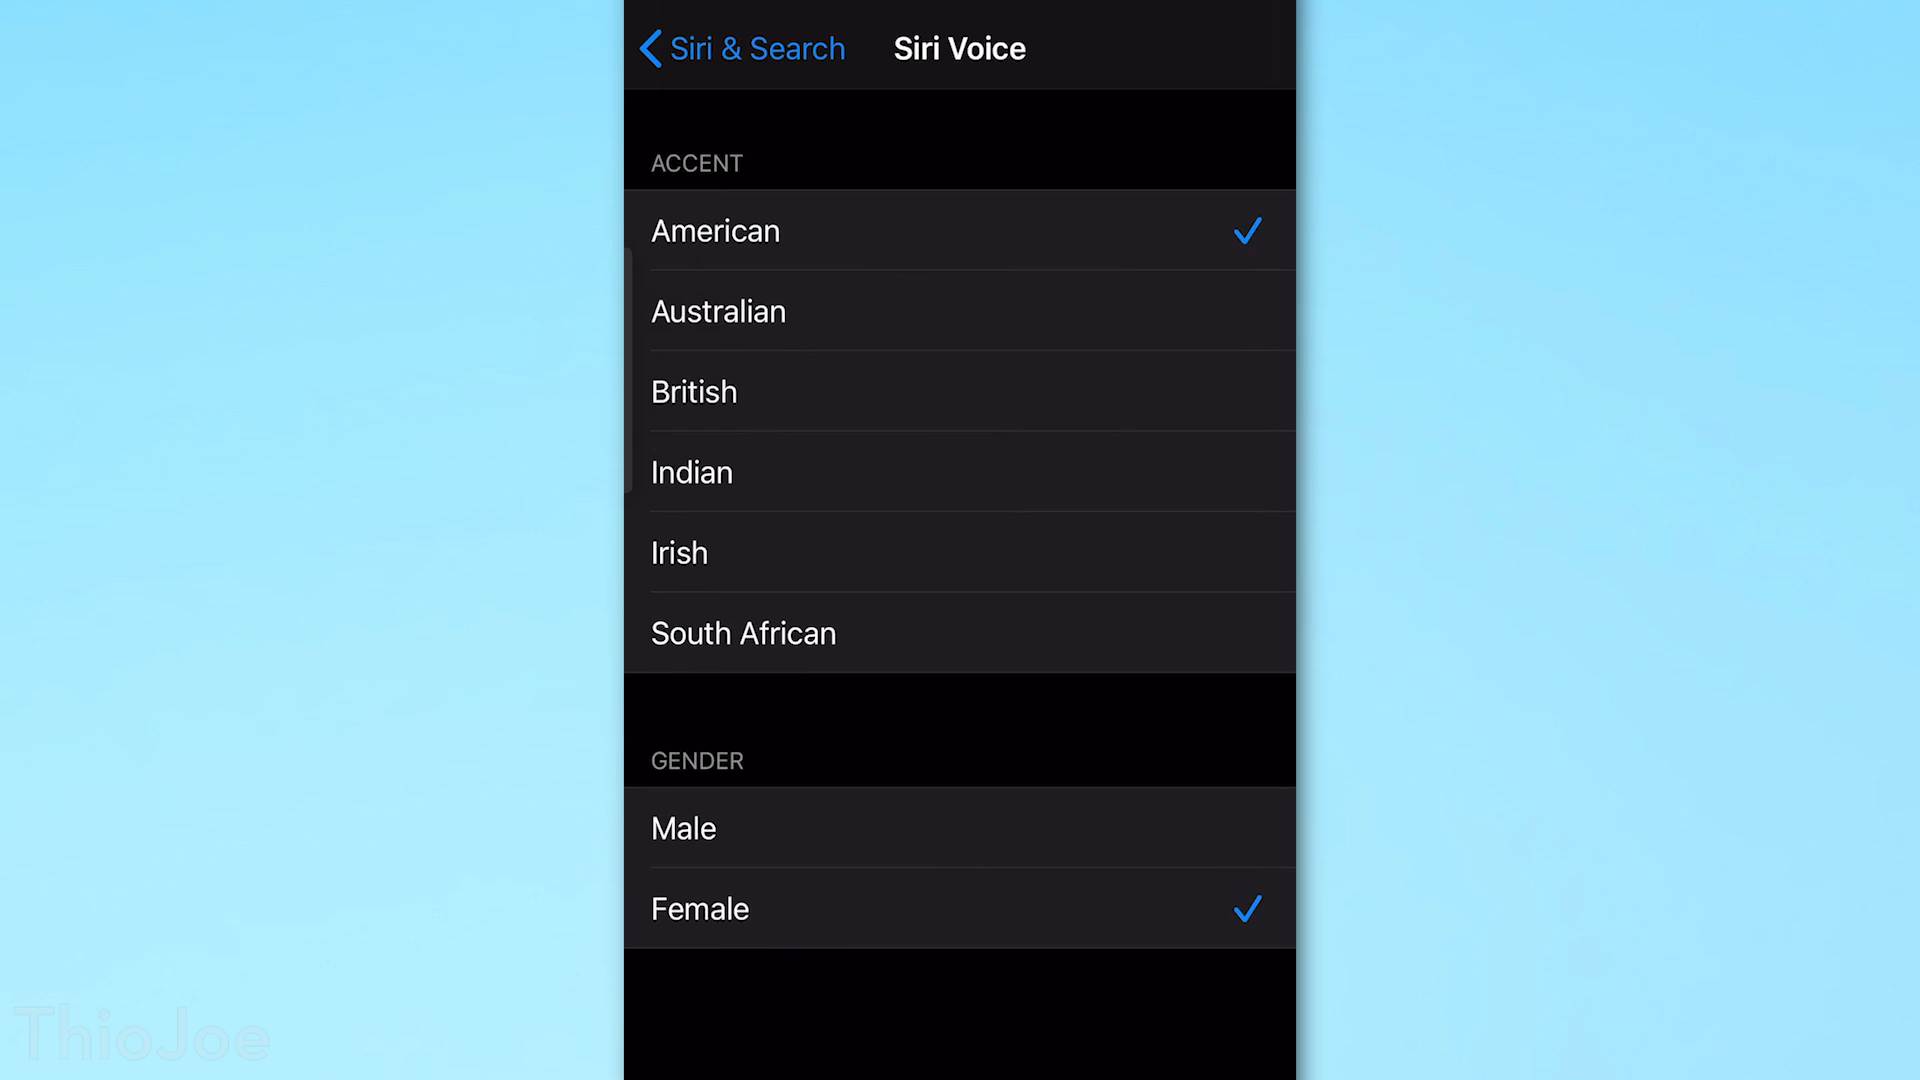 Siri & Search
Siri Voice
ACCENT
American
Australian
British
Indian
Irish
South African
GENDER
Male
Female
ThioJoe